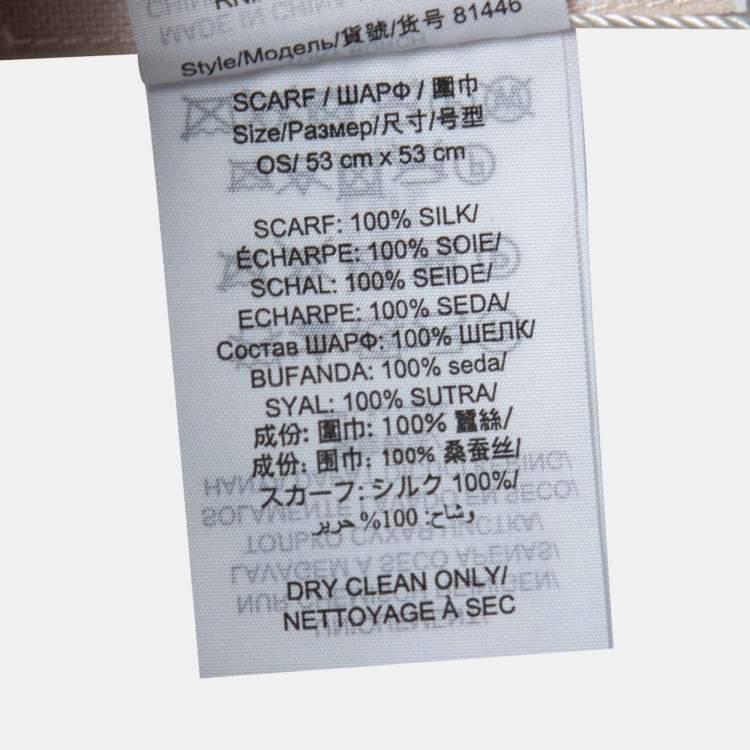 MADE IN CHINA
Style/Модель/貨號/货号 81446
SCARF / ШАРФ / 圍巾
Size/Размер/尺寸/号型
OS/ 53 cm x 53 cm
SCARF: 100% SILK/
ÉCHARPE: 100% SOIE/
SCHAL: 100% SEIDE/
ECHARPE: 100% SEDA/
Состав ШАРФ: 100% ШЕЛК/
BUFANDA: 100% seda/
SYAL: 100% SUTRA/
成份: 圍巾: 100% 蠶絲/
成份: 围巾: 100% 桑蚕丝/
スカーフ: シルク 100%/
وشاح: 100% حرير
DRY CLEAN ONLY/
NETTOYAGE À SEC